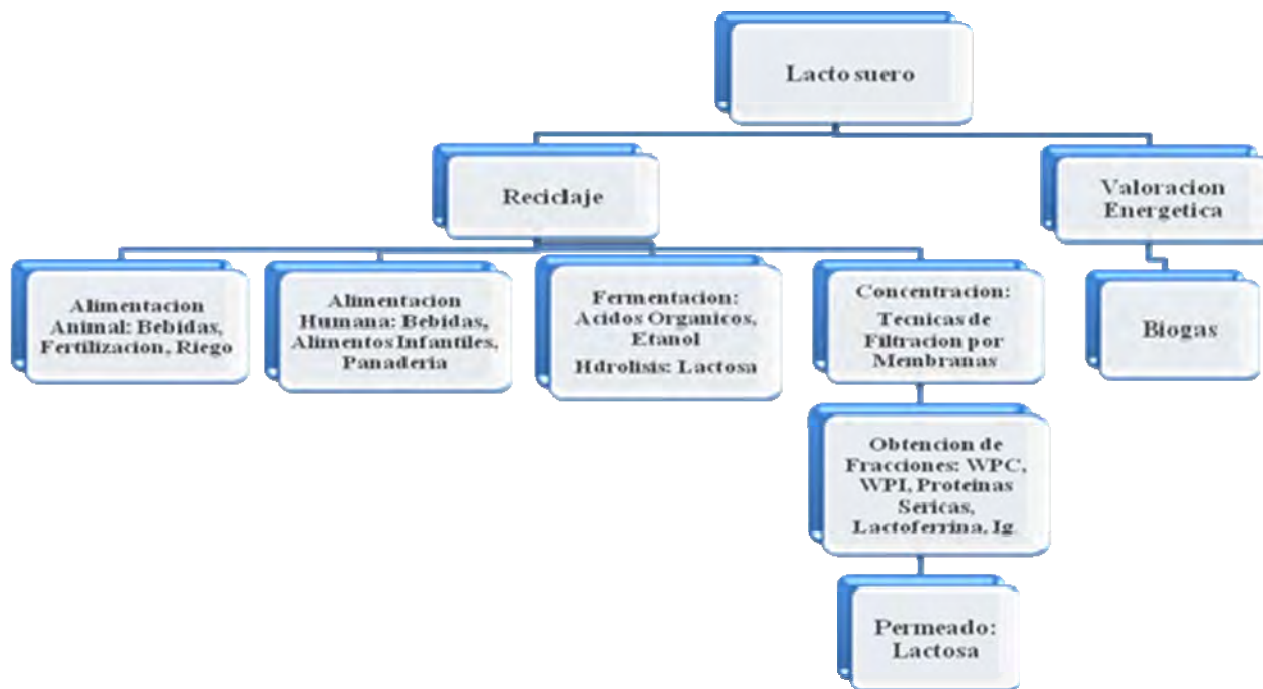 Lacto suero
Reciclaje
Valoracion
Energetica
Alimentacion
Animal: Bebidas,
Fertilizacion, Riego
Alimentacion
Humana: Bebidas,
Alimentos Infantiles,
Panaderia
Fermentacion:
Acidos Organicos,
Etanol
Hdrolisis: Lactosa
Concentracion:
Tecnicas de
Filtracion por
Membranas
Biogas
Obtencion de
Fracciones: WPC,
WPI, Proteinas
Sericas,
Lactoferrina, Ig.
Permeado:
Lactosa